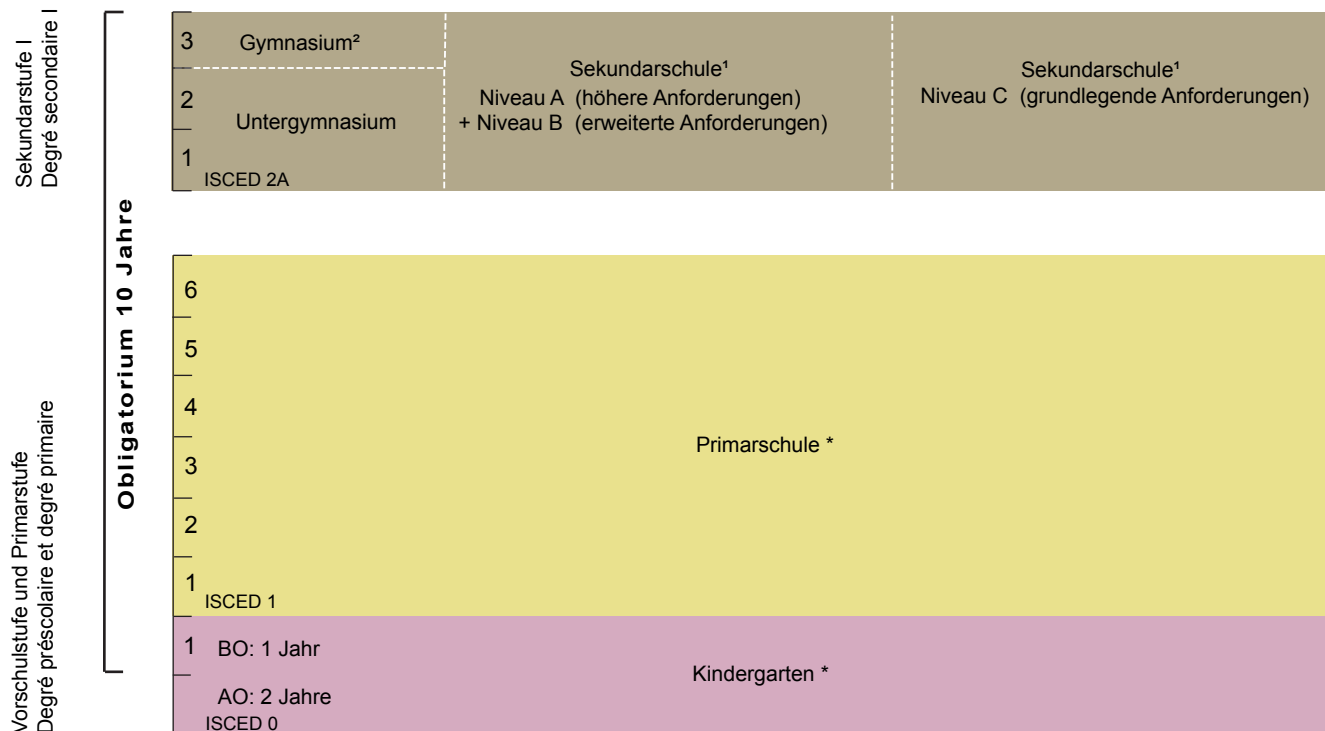 Sekundarstufe I
Degré secondaire I
3
Gymnasium²
2
Untergymnasium
1
ISCED 2A
Sekundarschule¹
Niveau A (höhere Anforderungen)
+ Niveau B (erweiterte Anforderungen)
Sekundarschule¹
Niveau C (grundlegende Anforderungen)
Obligatorium 10 Jahre
Vorschulstufe und Primarstufe
Degré préscolaire et degré primaire
6
5
4
3
2
1
ISCED 1
Primarschule *
1
BO: 1 Jahr
AO: 2 Jahre
ISCED 0
Kindergarten *